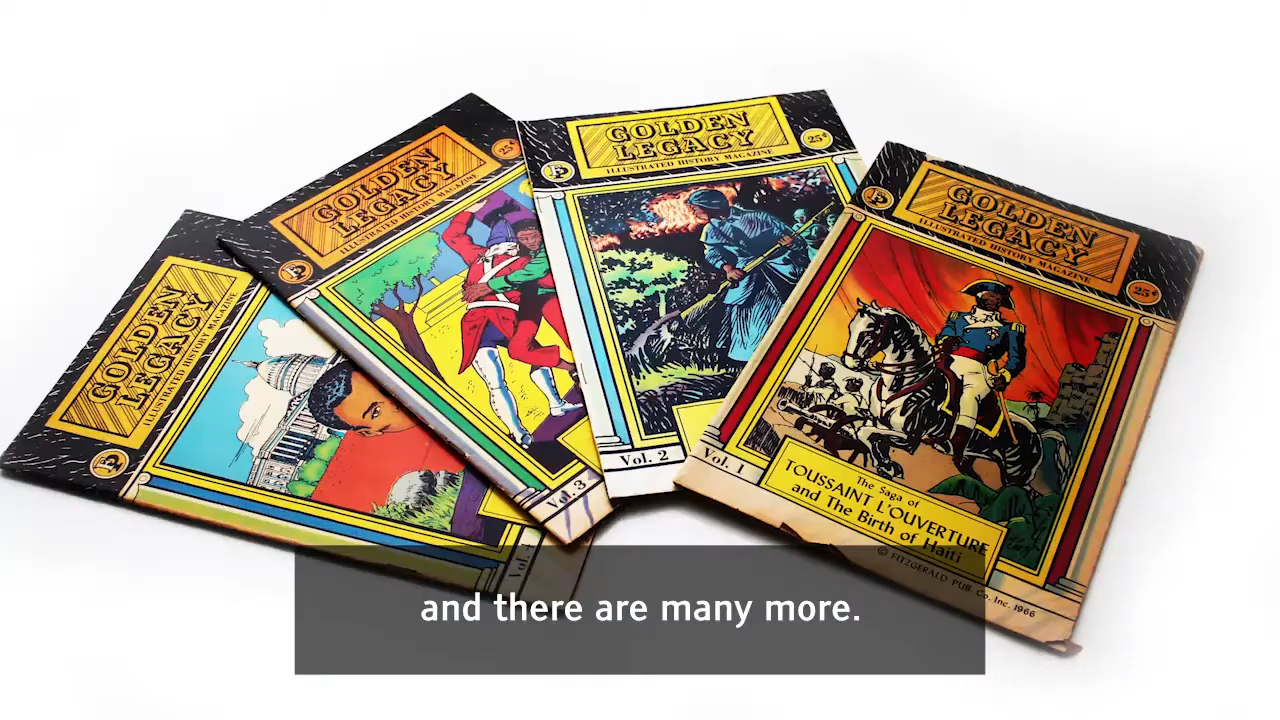 GOLDEN
LEGACY
ILLUSTRATED HISTORY MAGAZINE
GOLDEN
LEGACY
ILLUSTRATED HISTORY MAGAZINE
25¢
Vol. 3
GOLDEN
LEGACY
ILLUSTRATED HISTORY MAGAZINE
25¢
Vol. 2
GOLDEN
LEGACY
ILLUSTRATED HISTORY MAGAZINE
25¢
Vol. 1
The Saga of
TOUSSAINT L'OUVERTURE
and The Birth of Haiti
© FITZGERALD PUB. Co. Inc. 1966
and there are many more.